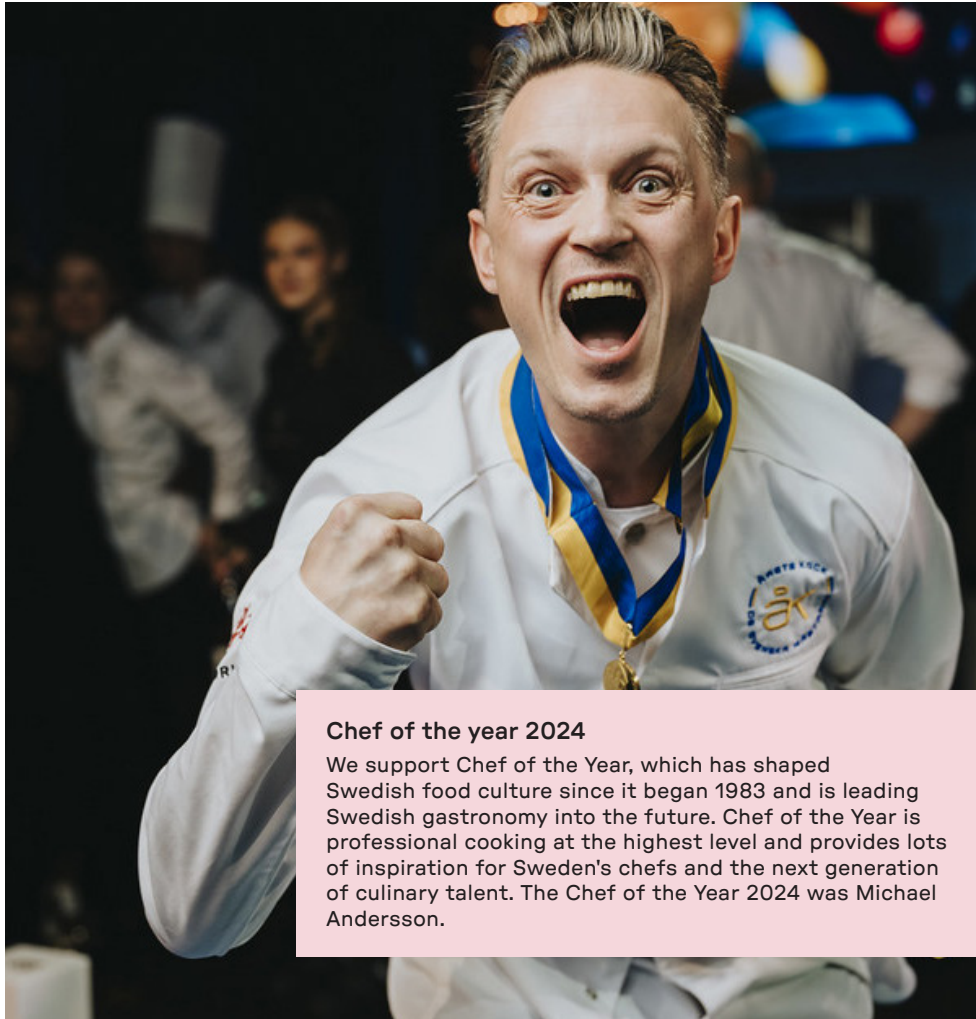 ÅRETS KOCK
åk
R
Chef of the year 2024
We support Chef of the Year, which has shaped
Swedish food culture since it began 1983 and is leading
Swedish gastronomy into the future. Chef of the Year is
professional cooking at the highest level and provides lots
of inspiration for Sweden's chefs and the next generation
of culinary talent. The Chef of the Year 2024 was Michael
Andersson.